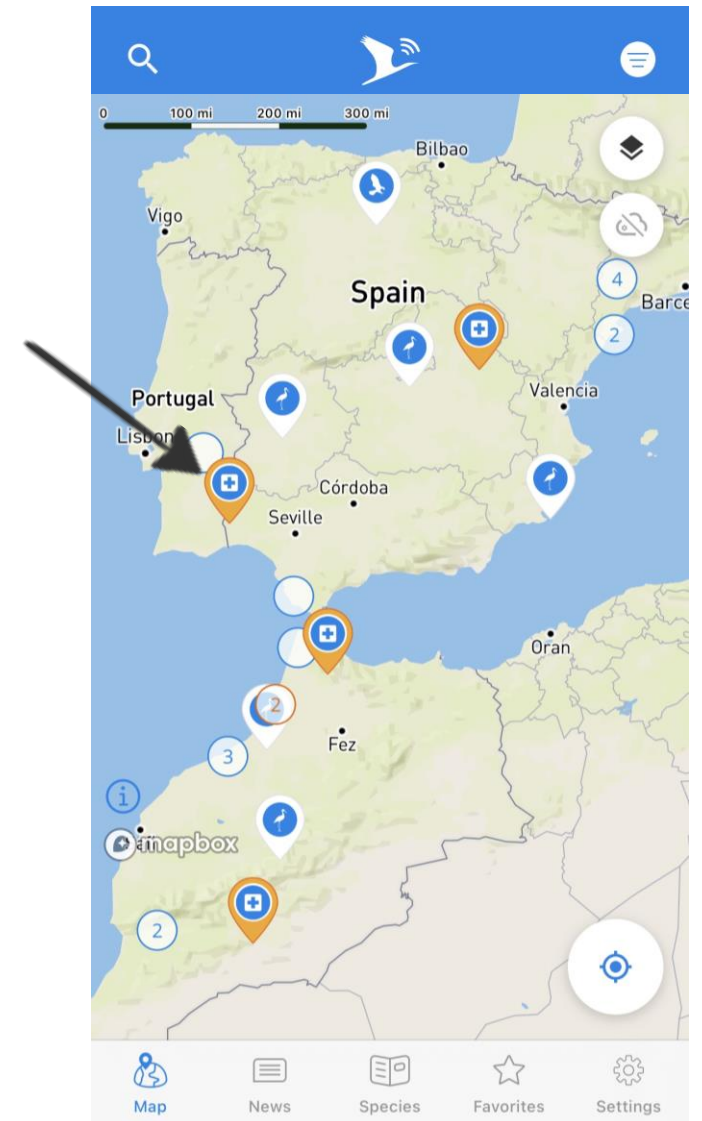 0 100 mi 200 mi 300 mi
Bilbao
Vigo
Spain
4
Barce
2
Valencia
Portugal
Lisbon
Córdoba
Seville
Oran
2
Fez
3
mapbox
2
Map News Species Favorites Settings